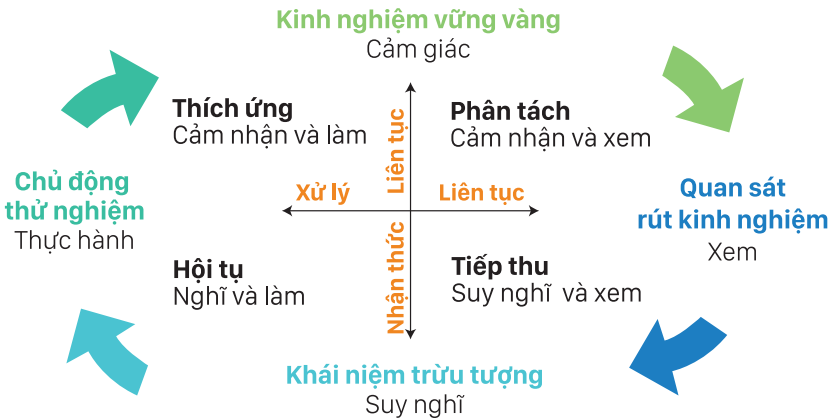 Kinh nghiệm vững vàng
Cảm giác
Thích ứng
Cảm nhận và làm
Phân tách
Cảm nhận và xem
Liên tục
Xử lý
Liên tục
Chủ động
thử nghiệm
Thực hành
Quan sát
rút kinh nghiệm
Xem
Nhận thức
Hội tụ
Nghĩ và làm
Tiếp thu
Suy nghĩ và xem
Khái niệm trừu tượng
Suy nghĩ